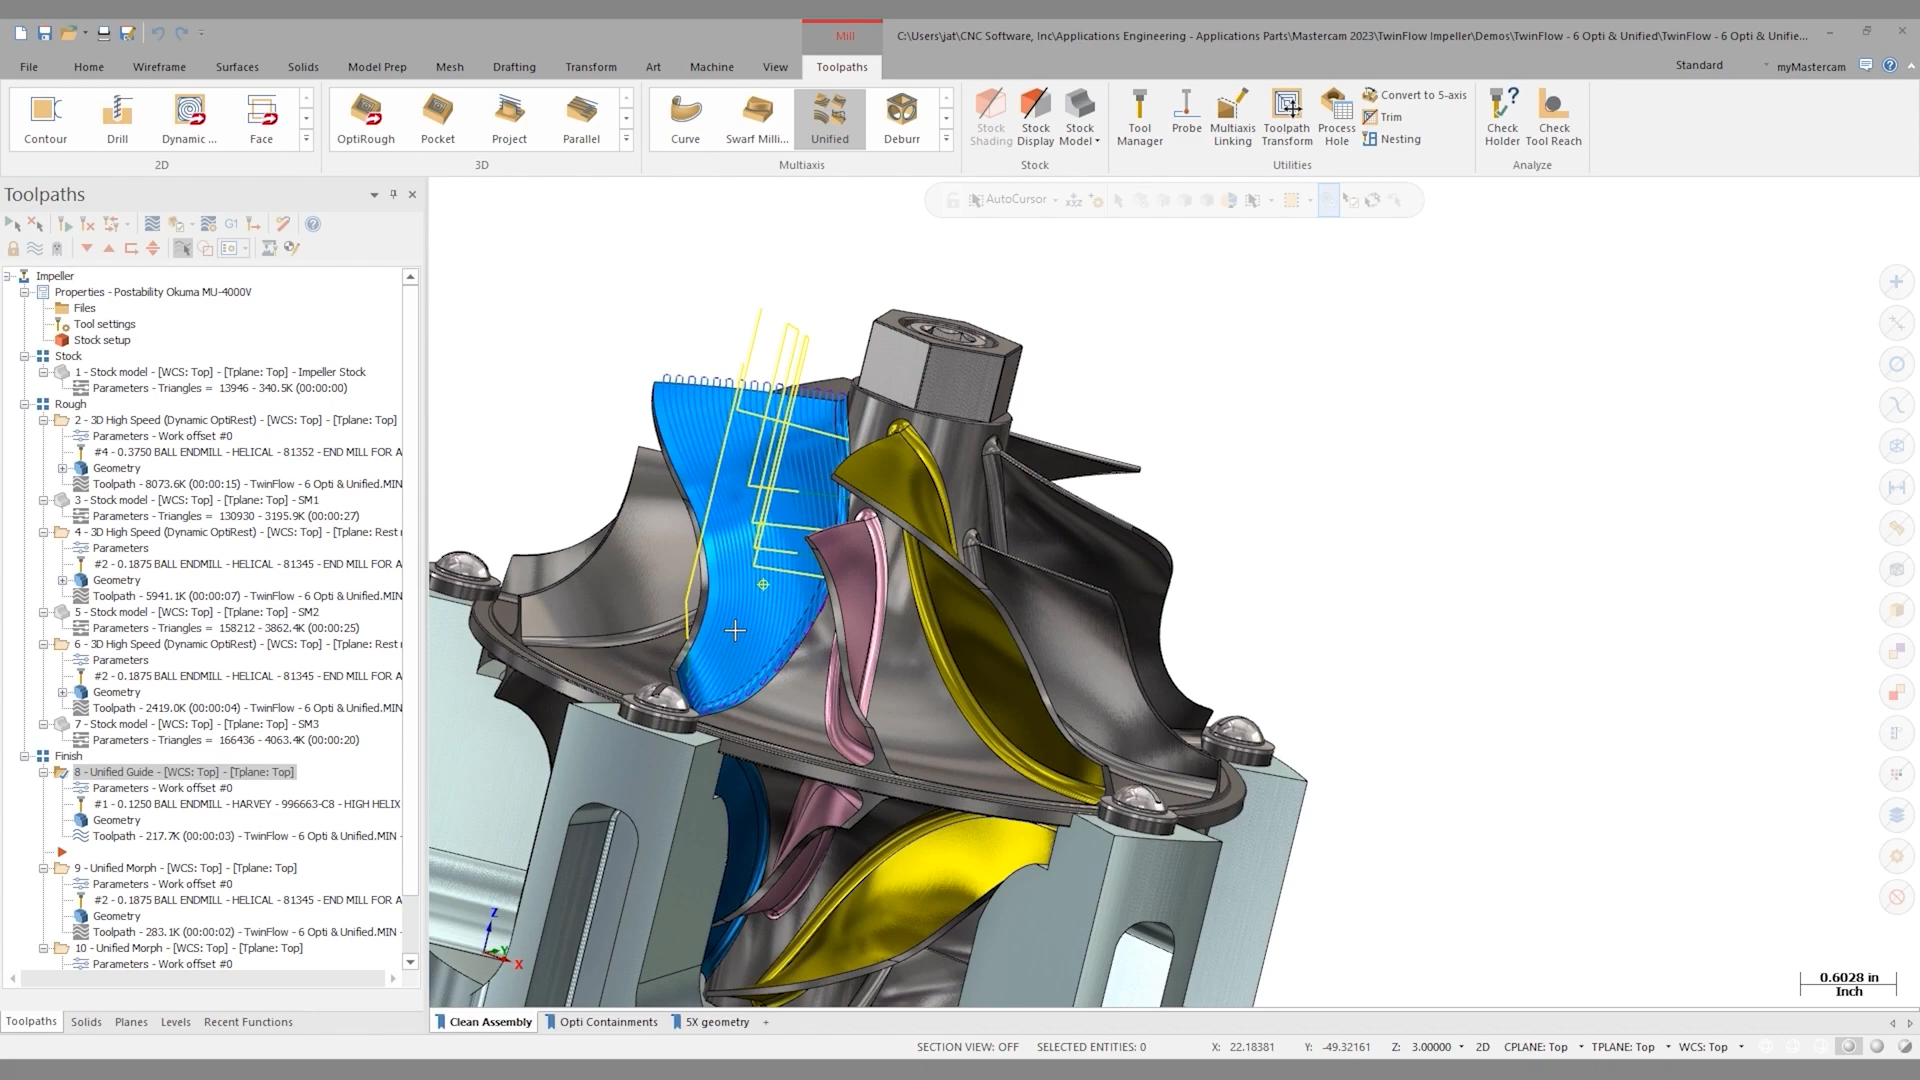 Mill
C:\Users\jat\CNC Software, Inc\Applications Engineering - Applications Parts\Mastercam 2023\TwinFlow Impeller\Demos\TwinFlow - 6 Opti & Unified\TwinFlow - 6 Opti & Unifie...
File Home Wireframe Surfaces Solids Model Prep Mesh Drafting Transform Art Machine View Toolpaths
Standard myMastercam
Contour Drill Dynamic ... Face
OptiRough Pocket Project Parallel
Curve Swarf Milli... Unified Deburr
Stock Shading Stock Display Stock Model
Tool Manager Probe Multiaxis Linking Toolpath Transform Process Hole
Convert to 5-axis
Trim
Nesting
Check Holder Check Tool Reach
2D 3D Multiaxis Stock Utilities Analyze
Toolpaths
AutoCursor
G1
Impeller
Properties - Postability Okuma MU-4000V
Files
Tool settings
Stock setup
Stock
1 - Stock model - [WCS: Top] - [Tplane: Top] - Impeller Stock
Parameters - Triangles = 13946 - 340.5K (00:00:00)
Rough
2 - 3D High Speed (Dynamic OptiRest) - [WCS: Top] - [Tplane: Top]
Parameters - Work offset #0
#4 - 0.3750 BALL ENDMILL - HELICAL - 81352 - END MILL FOR A
Geometry
Toolpath - 8073.6K (00:00:15) - TwinFlow - 6 Opti & Unified.MIN
3 - Stock model - [WCS: Top] - [Tplane: Top] - SM1
Parameters - Triangles = 130930 - 3195.9K (00:00:27)
4 - 3D High Speed (Dynamic OptiRest) - [WCS: Top] - [Tplane: Rest
Parameters
#2 - 0.1875 BALL ENDMILL - HELICAL - 81345 - END MILL FOR A
Geometry
Toolpath - 5941.1K (00:00:07) - TwinFlow - 6 Opti & Unified.MIN
5 - Stock model - [WCS: Top] - [Tplane: Top] - SM2
Parameters - Triangles = 158212 - 3862.4K (00:00:25)
6 - 3D High Speed (Dynamic OptiRest) - [WCS: Top] - [Tplane: Rest
Parameters
#2 - 0.1875 BALL ENDMILL - HELICAL - 81345 - END MILL FOR A
Geometry
Toolpath - 2419.0K (00:00:04) - TwinFlow - 6 Opti & Unified.MIN
7 - Stock model - [WCS: Top] - [Tplane: Top] - SM3
Parameters - Triangles = 166436 - 4063.4K (00:00:20)
Finish
8 - Unified Guide - [WCS: Top] - [Tplane: Top]
Parameters - Work offset #0
#1 - 0.1250 BALL ENDMILL - HARVEY - 996663-C8 - HIGH HELIX
Geometry
Toolpath - 217.7K (00:00:03) - TwinFlow - 6 Opti & Unified.MIN -
9 - Unified Morph - [WCS: Top] - [Tplane: Top]
Parameters - Work offset #0
#2 - 0.1875 BALL ENDMILL - HELICAL - 81345 - END MILL FOR A
Geometry
Toolpath - 283.1K (00:00:02) - TwinFlow - 6 Opti & Unified.MIN -
10 - Unified Morph - [WCS: Top] - [Tplane: Top]
Parameters - Work offset #0
Z
Y
X
0.6028 in
Inch
Toolpaths Solids Planes Levels Recent Functions
Clean Assembly Opti Containments 5X geometry +
SECTION VIEW: OFF SELECTED ENTITIES: 0 X: 22.18381 Y: -49.32161 Z: 3.00000 2D CPLANE: Top TPLANE: Top WCS: Top